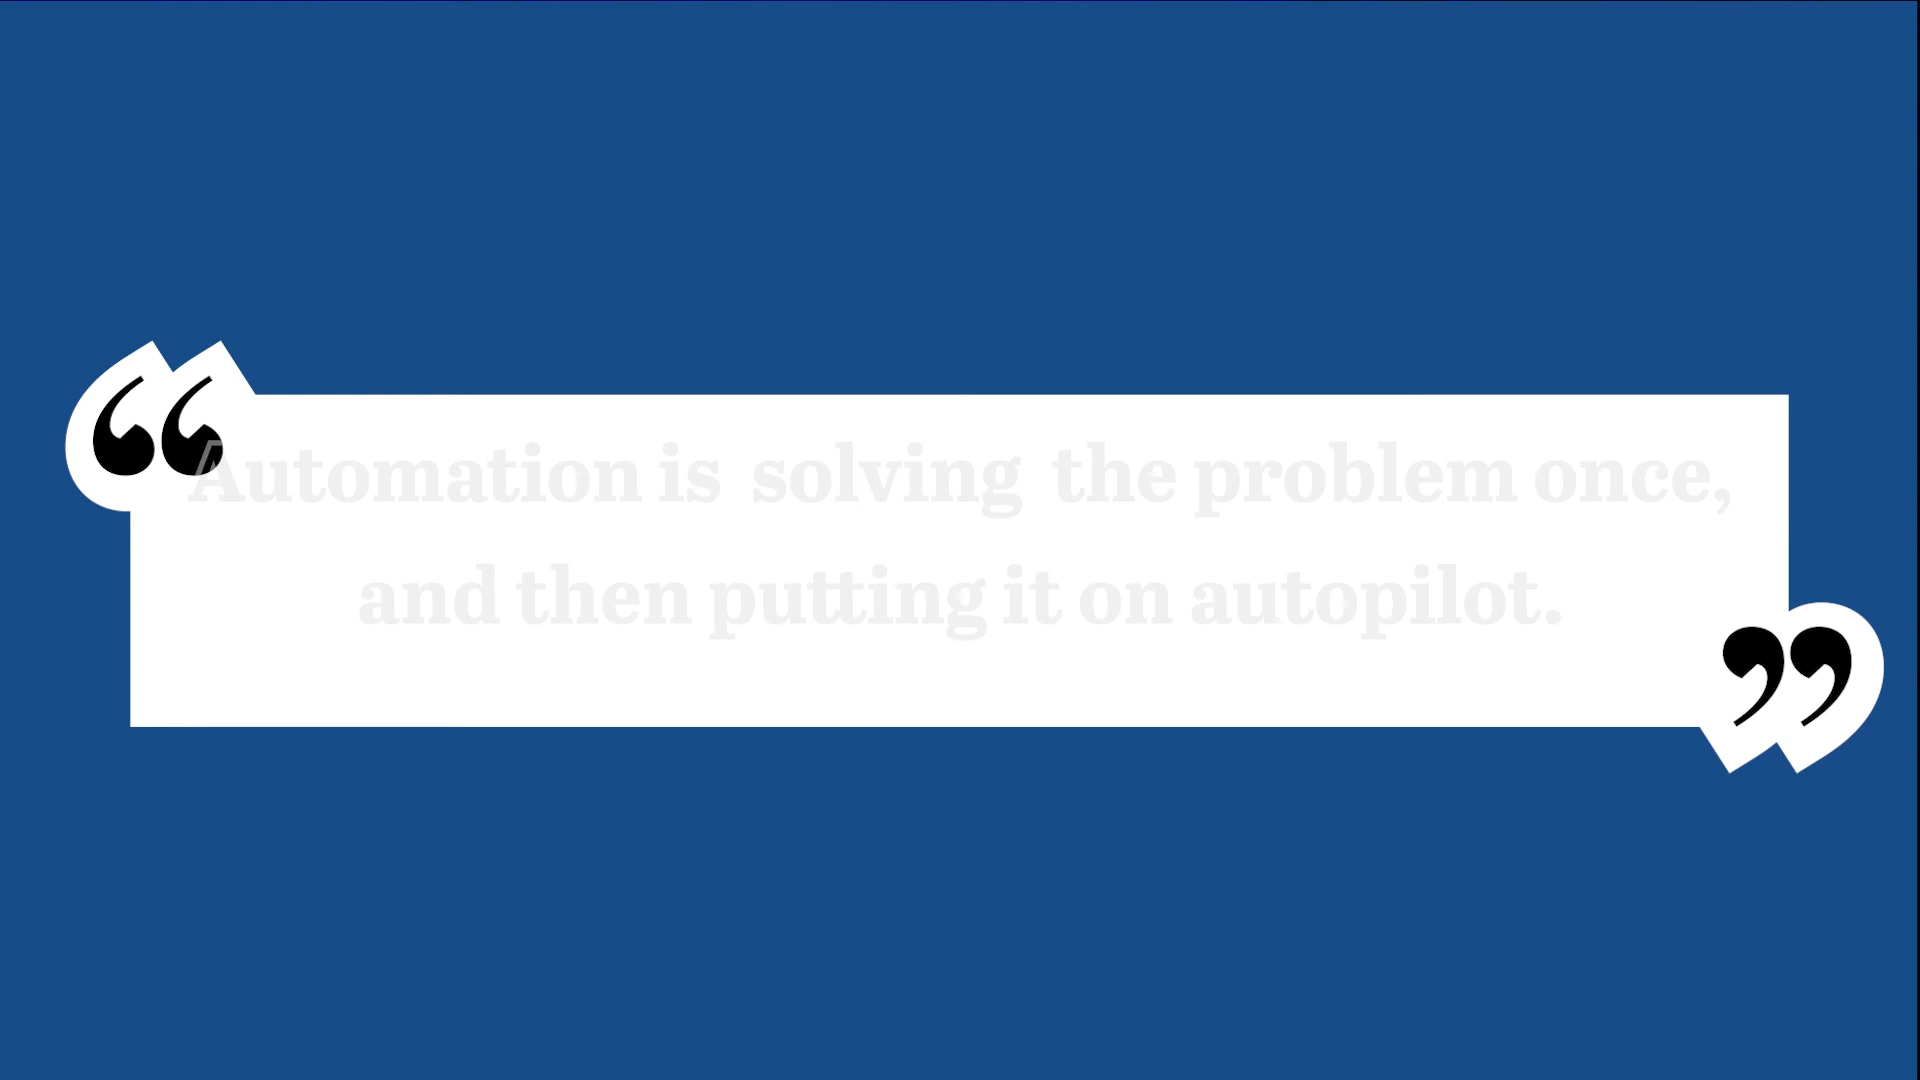 “Automation is solving the problem once,
and then putting it on autopilot.”